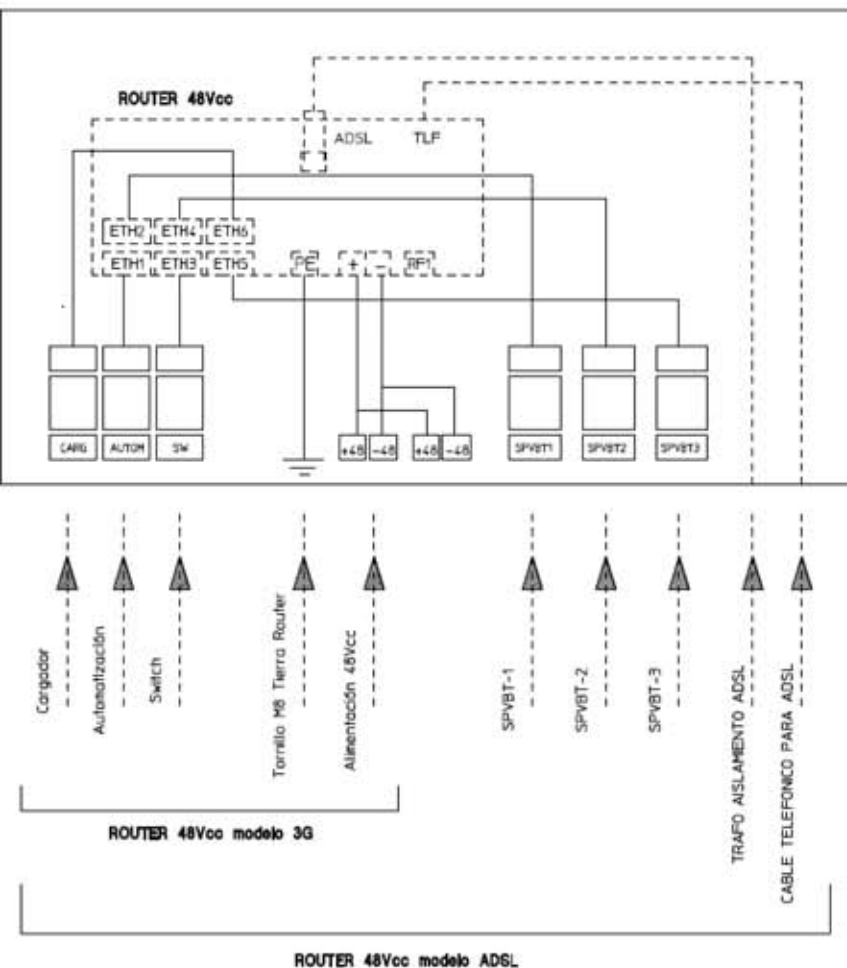 ROUTER 48Vcc
ADSL TLF
ETH2 ETH4 ETH6
ETH1 ETH3 ETH5 PE + - RF1
CARG AUTOM SW +48 -48 +48 -48 SPVBT1 SPVBT2 SPVBT3
Cargador
Automatización
Switch
Tornillo M8 Tierra Router
Alimentación 48Vcc
SPVBT-1
SPVBT-2
SPVBT-3
TRAFO AISLAMIENTO ADSL
CABLE TELEFONICO PARA ADSL
ROUTER 48Vcc modelo 3G
ROUTER 48Vcc modelo ADSL